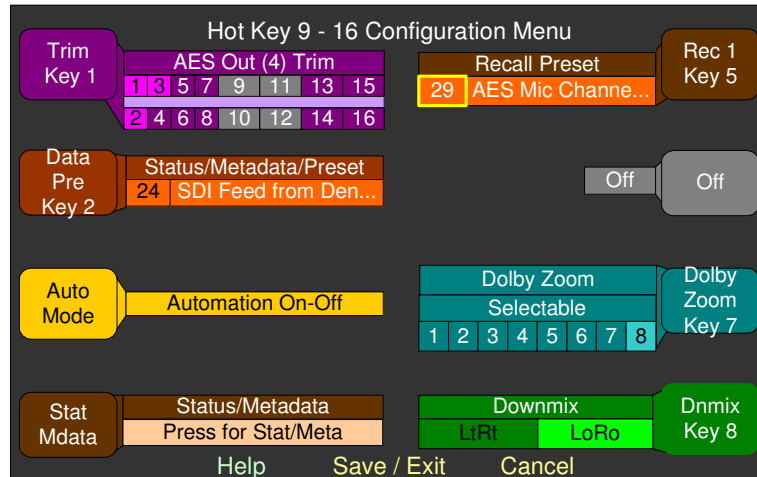 Hot Key 9 - 16 Configuration Menu
Trim
Key 1
AES Out (4) Trim
1 3 5 7 9 11 13 15
2 4 6 8 10 12 14 16
Recall Preset
29 AES Mic Channe...
Rec 1
Key 5
Data
Pre
Key 2
Status/Metadata/Preset
24 SDI Feed from Den...
Off
Off
Auto
Mode
Automation On-Off
Dolby Zoom
Selectable
1 2 3 4 5 6 7 8
Dolby
Zoom
Key 7
Stat
Mdata
Status/Metadata
Press for Stat/Meta
Downmix
LtRt LoRo
Dnmix
Key 8
Help Save / Exit Cancel